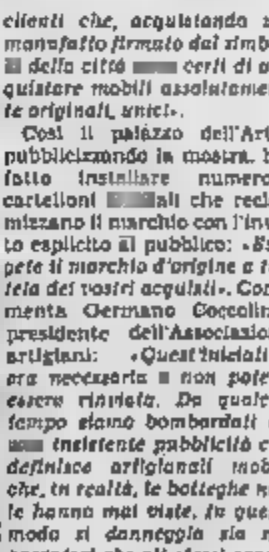 clienti che, acquistando
manufatto firmato dai simb
della città certi di a
quistare mobili assolutame
te originali, unici».
Così il palazzo dell'Art
pubblicizzando la mostra,
fatto installare numero
cartelloni che recl
mizzano il marchio con l'inv
to esplicito al pubblico:
pete il marchio d'origine a t
tela dei vostri acquisti». Com
menta Germano Coccolin
presidente dell'Associazio
artigiani: «Quest'iniziati
era necessaria non pote
essere rinviata. Da qualc
tempo siamo bombardati
insistente pubblicità c
definisce artigianali mob
che, in realtà, le botteghe n
le hanno mai viste. In que
modo si danneggia sia